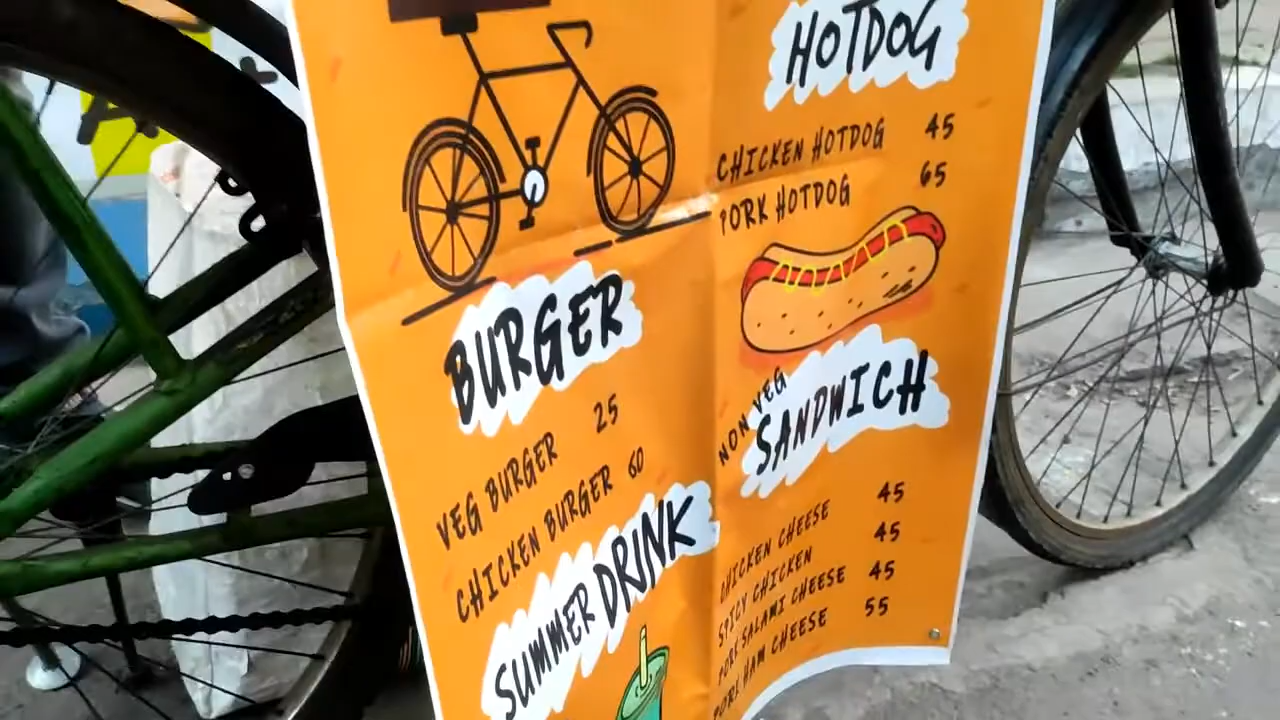 BURGER
VEG BURGER 25
CHICKEN BURGER 60
SUMMER DRINK
HOTDOG
CHICKEN HOTDOG 45
PORK HOTDOG 65
NON VEG
SANDWICH
CHICKEN CHEESE 45
SPICY CHICKEN 45
PORK SALAMI CHEESE 45
PORK HAM CHEESE 55